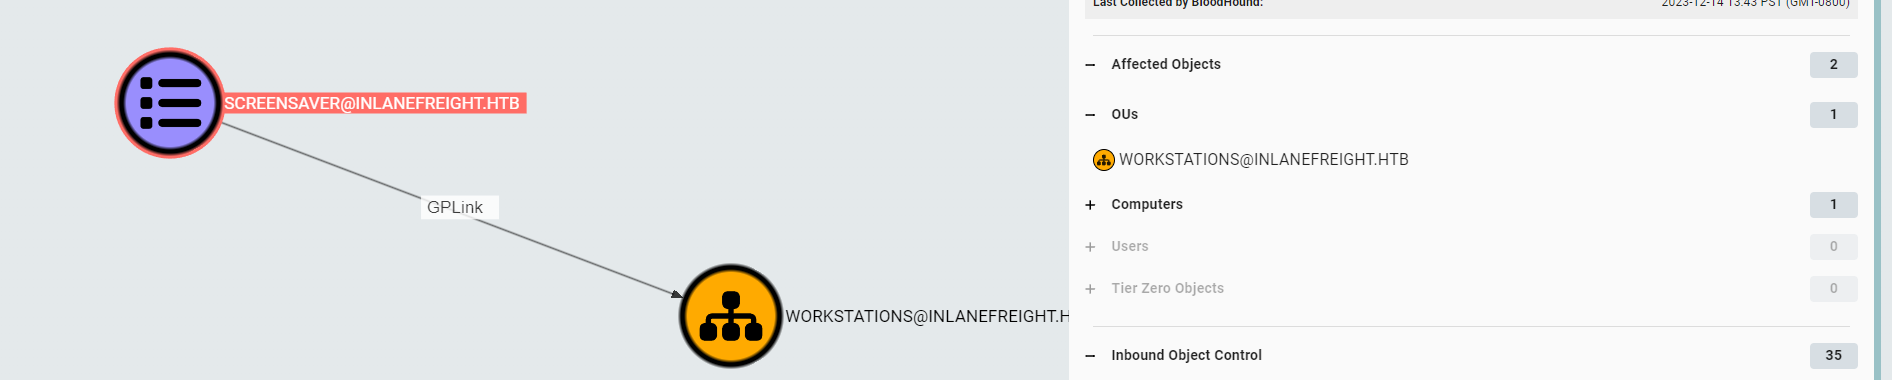 SCREENSAVER@INLANEFREIGHT.HTB
GPLink
WORKSTATIONS@INLANEFREIGHT.H
Last Collected by BloodHound: 2023-12-14 13:43 PST (GMT-0800)
Affected Objects 2
OUs 1
WORKSTATIONS@INLANEFREIGHT.HTB
Computers 1
Users 0
Tier Zero Objects 0
Inbound Object Control 35